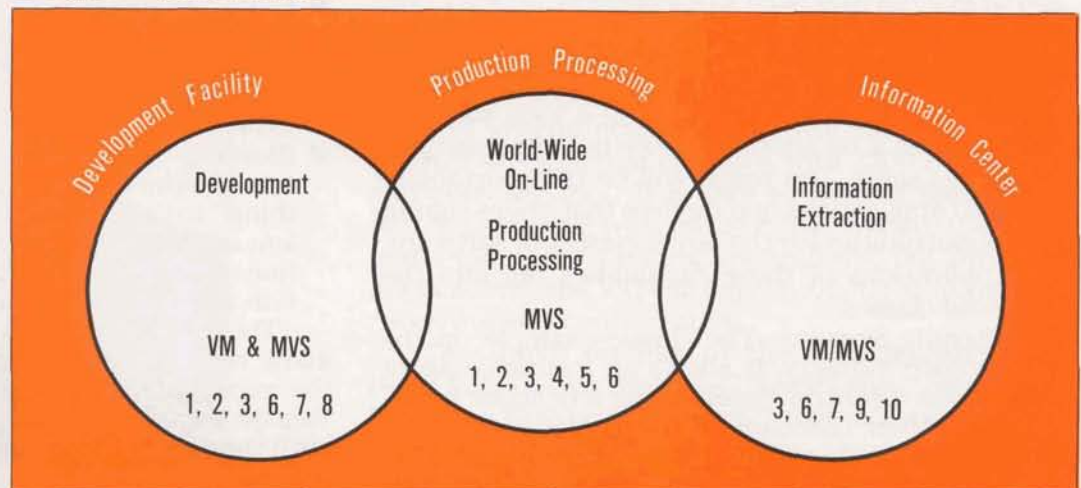 Development Facility
Development
VM & MVS
1, 2, 3, 6, 7, 8
Production Processing
World-Wide
On-Line
Production
Processing
MVS
1, 2, 3, 4, 5, 6
Information Center
Information
Extraction
VM/MVS
3, 6, 7, 9, 10